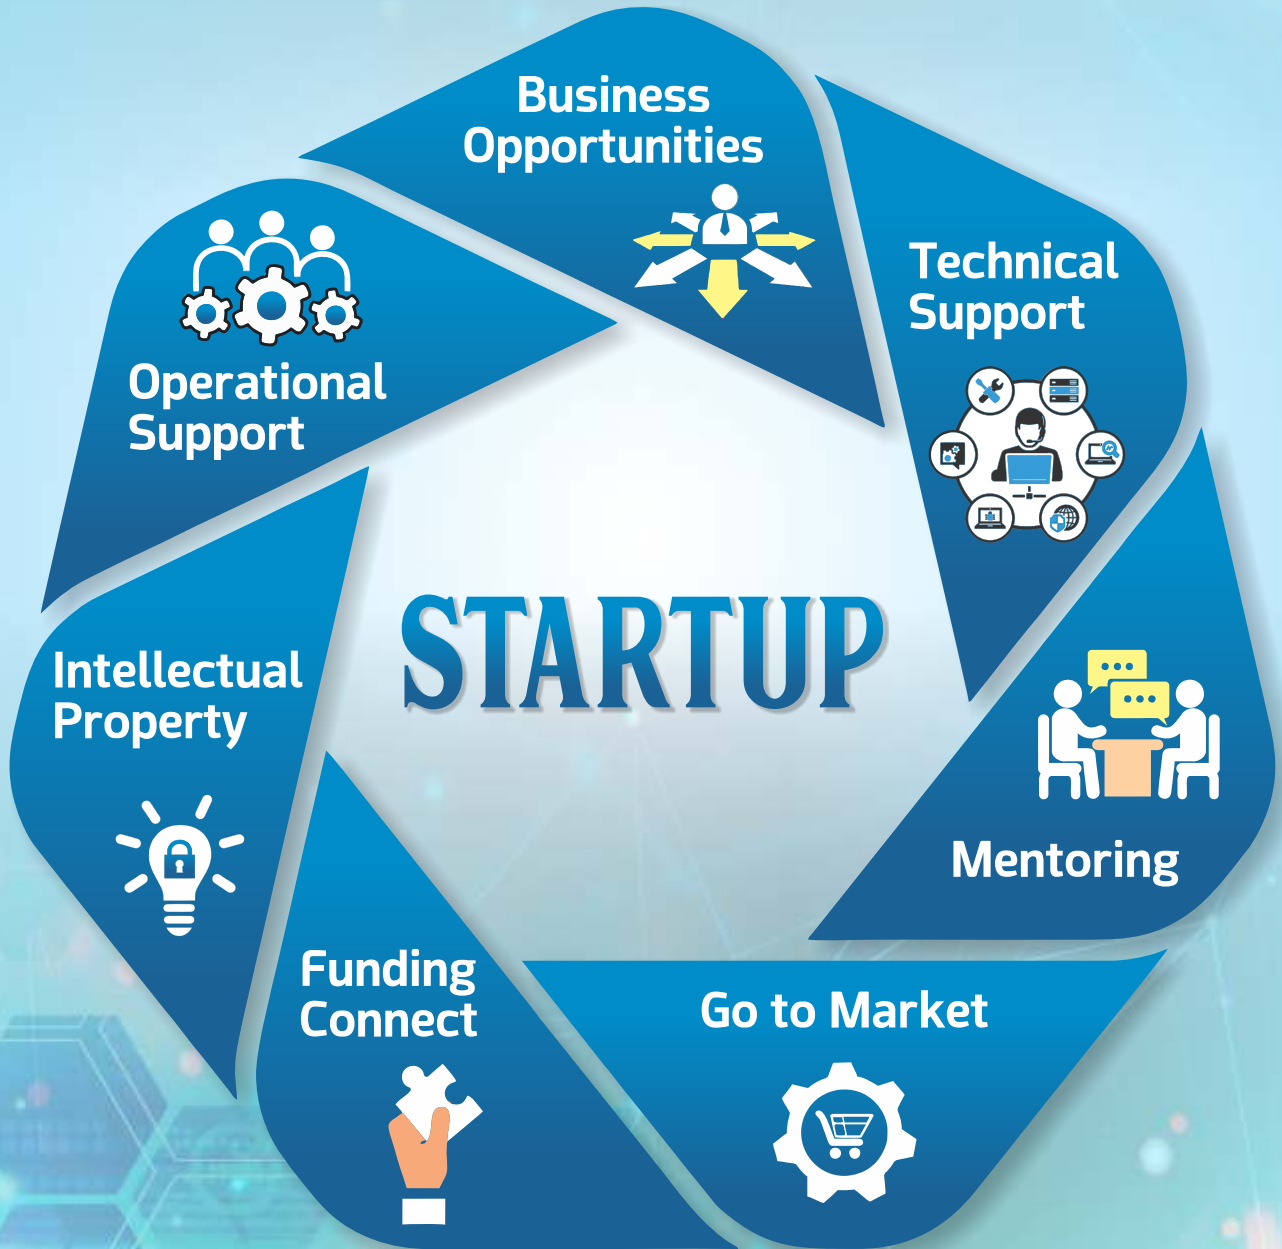 Business
Opportunities
Technical
Support
Operational
Support
STARTUP
Intellectual
Property
Mentoring
Funding
Connect
Go to Market